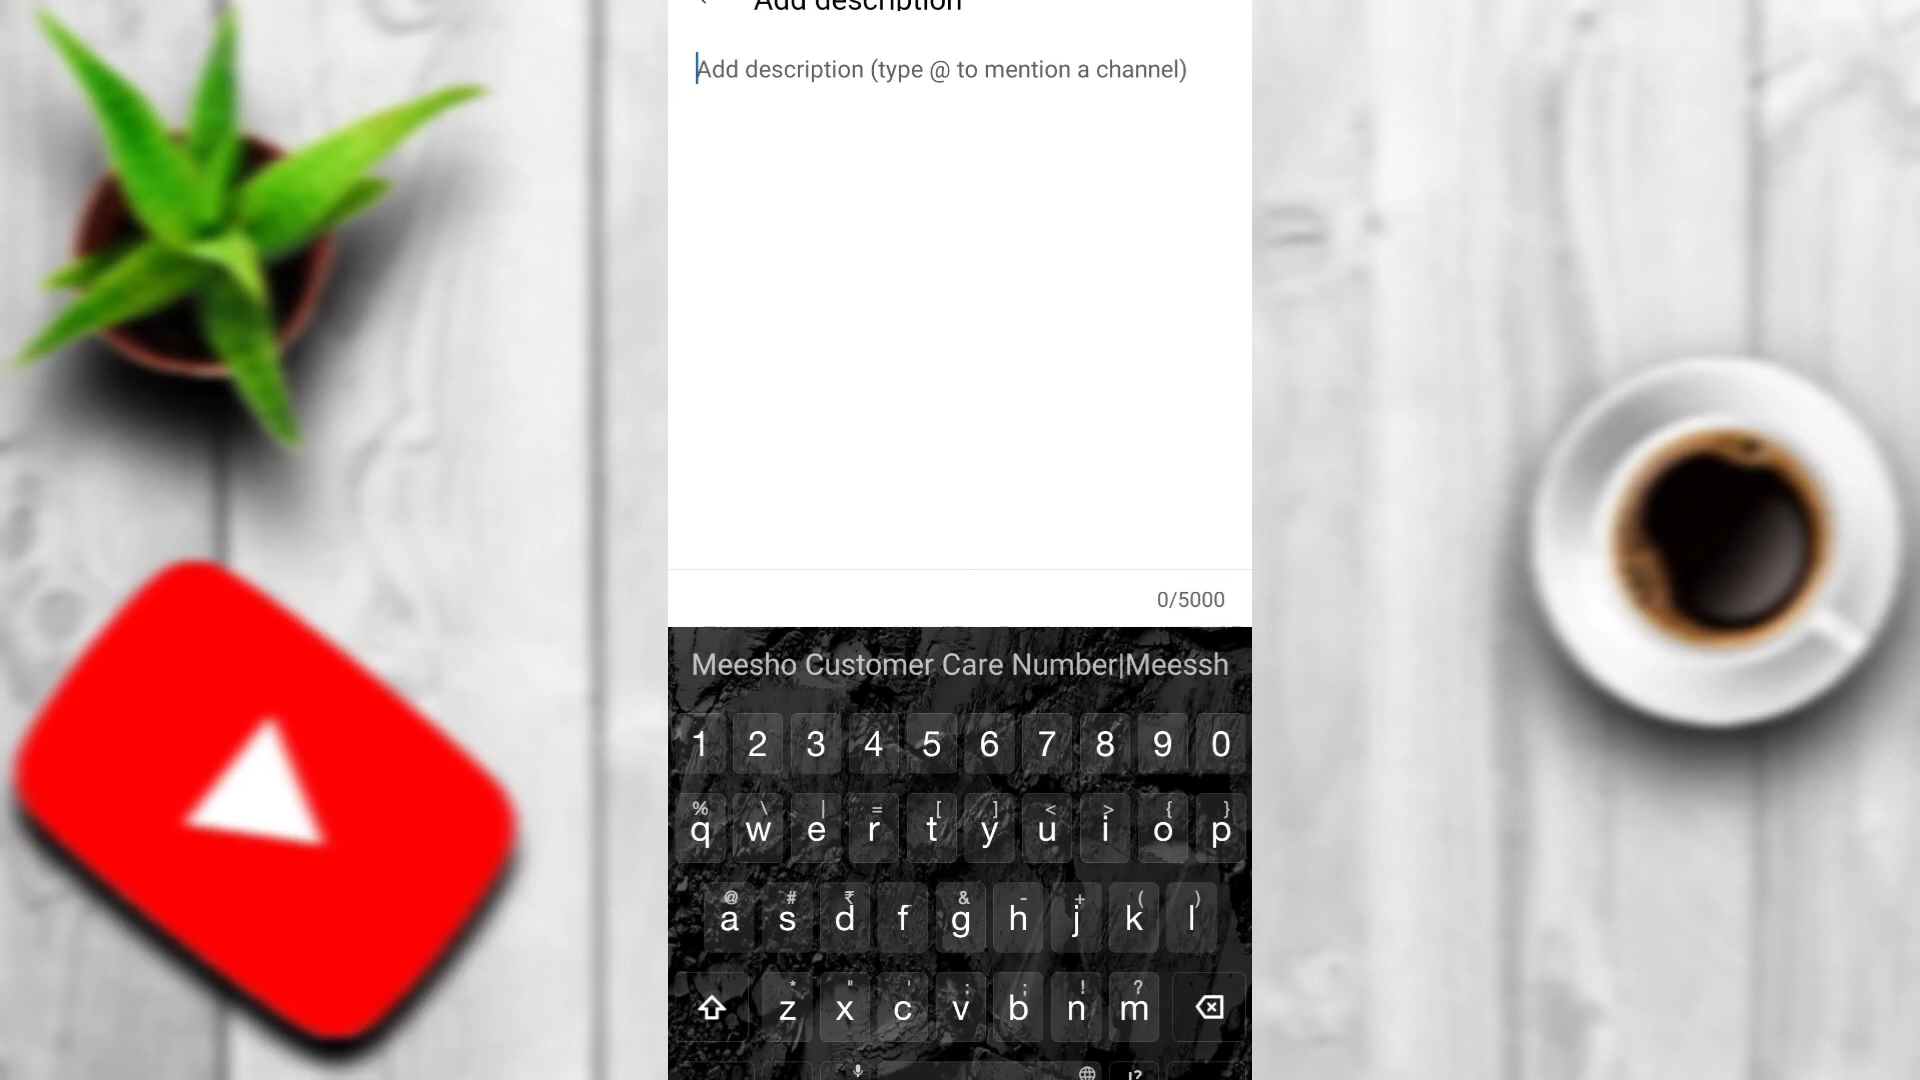 Add description
Add description (type @ to mention a channel)
0/5000
Meesho Customer Care Number|Meessh
1 2 3 4 5 6 7 8 9 0
% \ | = [ ] < > { }
q w e r t y u i o p
@ # ₹ & - + ( )
a s d f g h j k l
* " ' : ; ! ?
z x c v b n m
!?